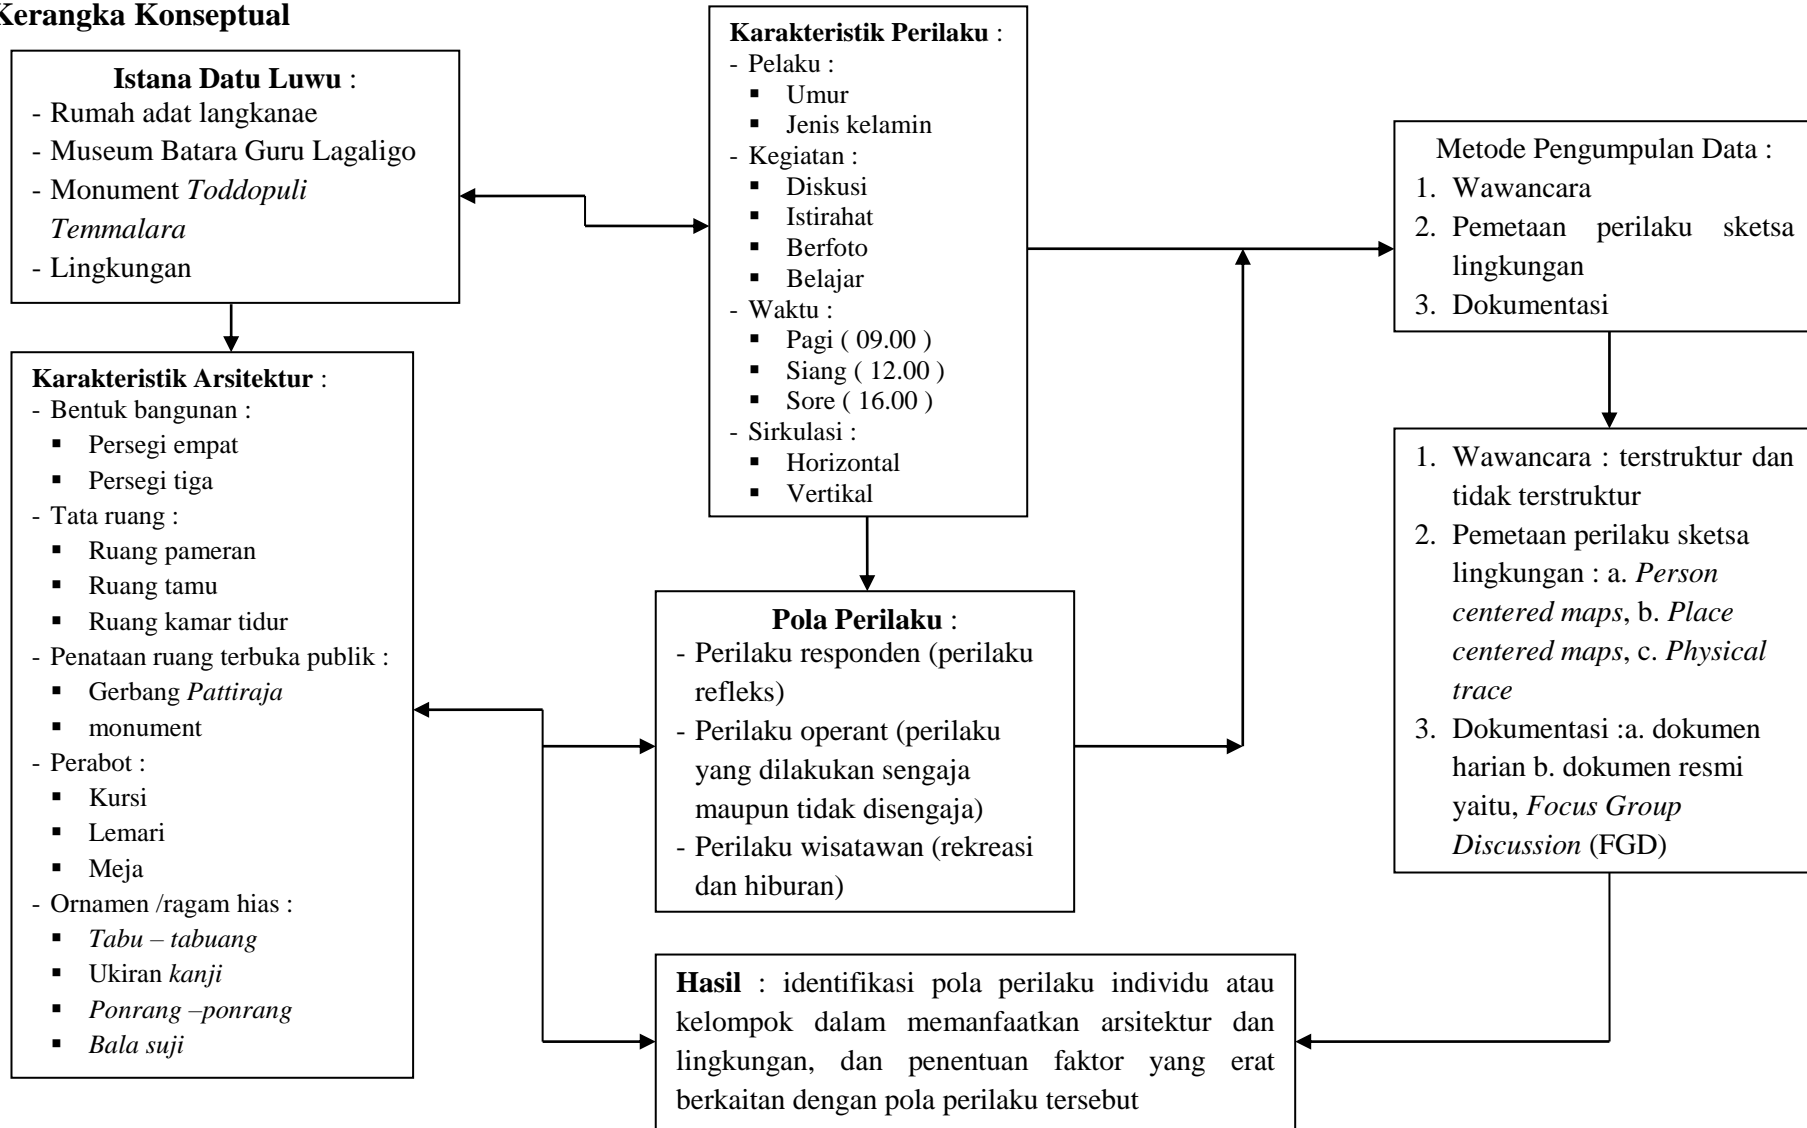 Kerangka Konseptual
Istana Datu Luwu :
- Rumah adat langkanae
- Museum Batara Guru Lagaligo
- Monument Toddopuli
Temmalara
- Lingkungan
Karakteristik Arsitektur :
- Bentuk bangunan :
▪ Persegi empat
▪ Persegi tiga
- Tata ruang :
▪ Ruang pameran
▪ Ruang tamu
▪ Ruang kamar tidur
- Penataan ruang terbuka publik :
▪ Gerbang Pattiraja
▪ monument
- Perabot :
▪ Kursi
▪ Lemari
▪ Meja
- Ornamen /ragam hias :
▪ Tabu – tabuang
▪ Ukiran kanji
▪ Ponrang –ponrang
▪ Bala suji
Karakteristik Perilaku :
- Pelaku :
▪ Umur
▪ Jenis kelamin
- Kegiatan :
▪ Diskusi
▪ Istirahat
▪ Berfoto
▪ Belajar
- Waktu :
▪ Pagi ( 09.00 )
▪ Siang ( 12.00 )
▪ Sore ( 16.00 )
- Sirkulasi :
▪ Horizontal
▪ Vertikal
Pola Perilaku :
- Perilaku responden (perilaku
refleks)
- Perilaku operant (perilaku
yang dilakukan sengaja
maupun tidak disengaja)
- Perilaku wisatawan (rekreasi
dan hiburan)
Metode Pengumpulan Data :
1. Wawancara
2. Pemetaan perilaku sketsa
lingkungan
3. Dokumentasi
1. Wawancara : terstruktur dan
tidak terstruktur
2. Pemetaan perilaku sketsa
lingkungan : a. Person
centered maps, b. Place
centered maps, c. Physical
trace
3. Dokumentasi :a. dokumen
harian b. dokumen resmi
yaitu, Focus Group
Discussion (FGD)
Hasil : identifikasi pola perilaku individu atau
kelompok dalam memanfaatkan arsitektur dan
lingkungan, dan penentuan faktor yang erat
berkaitan dengan pola perilaku tersebut